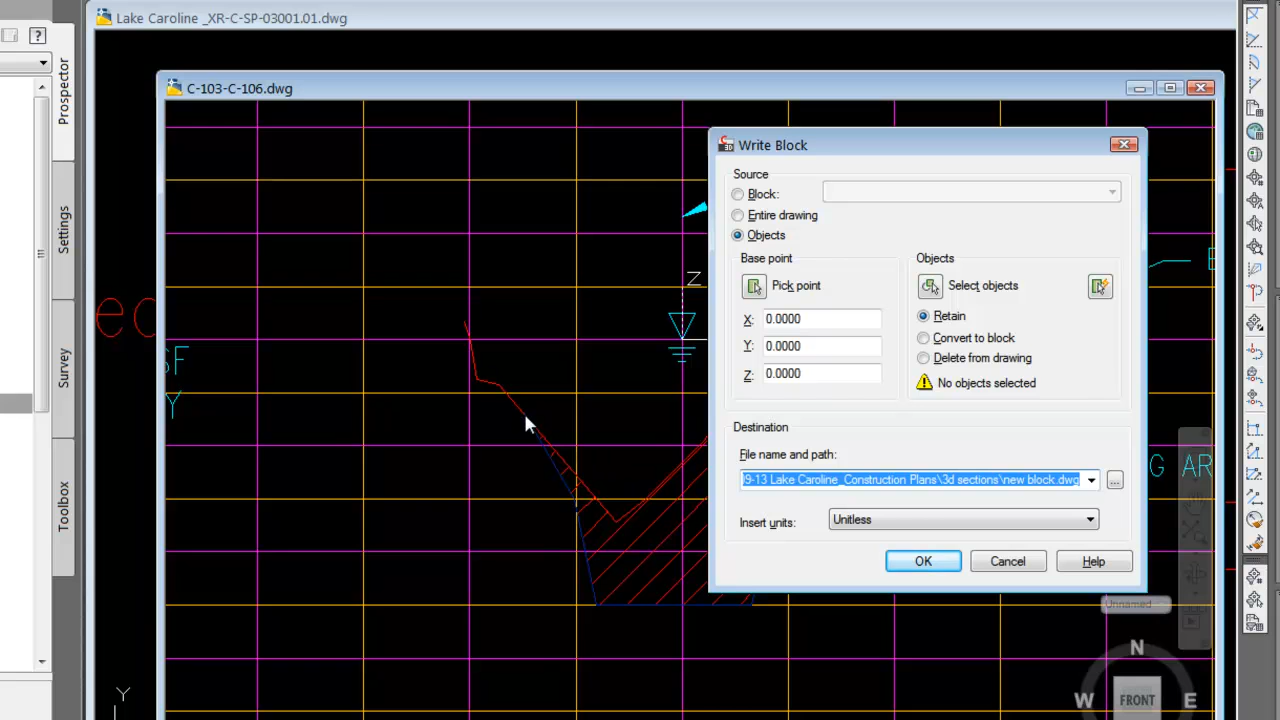 Lake Caroline _XR-C-SP-03001.01.dwg
?
Prospector
Settings
Survey
Toolbox
C-103-C-106.dwg
Write Block
Source
Block:
Entire drawing
Objects
Base point
Pick point
X: 0.0000
Y: 0.0000
Z: 0.0000
Objects
Select objects
Retain
Convert to block
Delete from drawing
No objects selected
Destination
File name and path:
9-13 Lake Caroline_Construction Plans\3d sections\new block.dwg
...
Insert units:
Unitless
OK
Cancel
Help
Z
ec
SF
Y
G AR
Unnamed
N
W
FRONT
E
Y